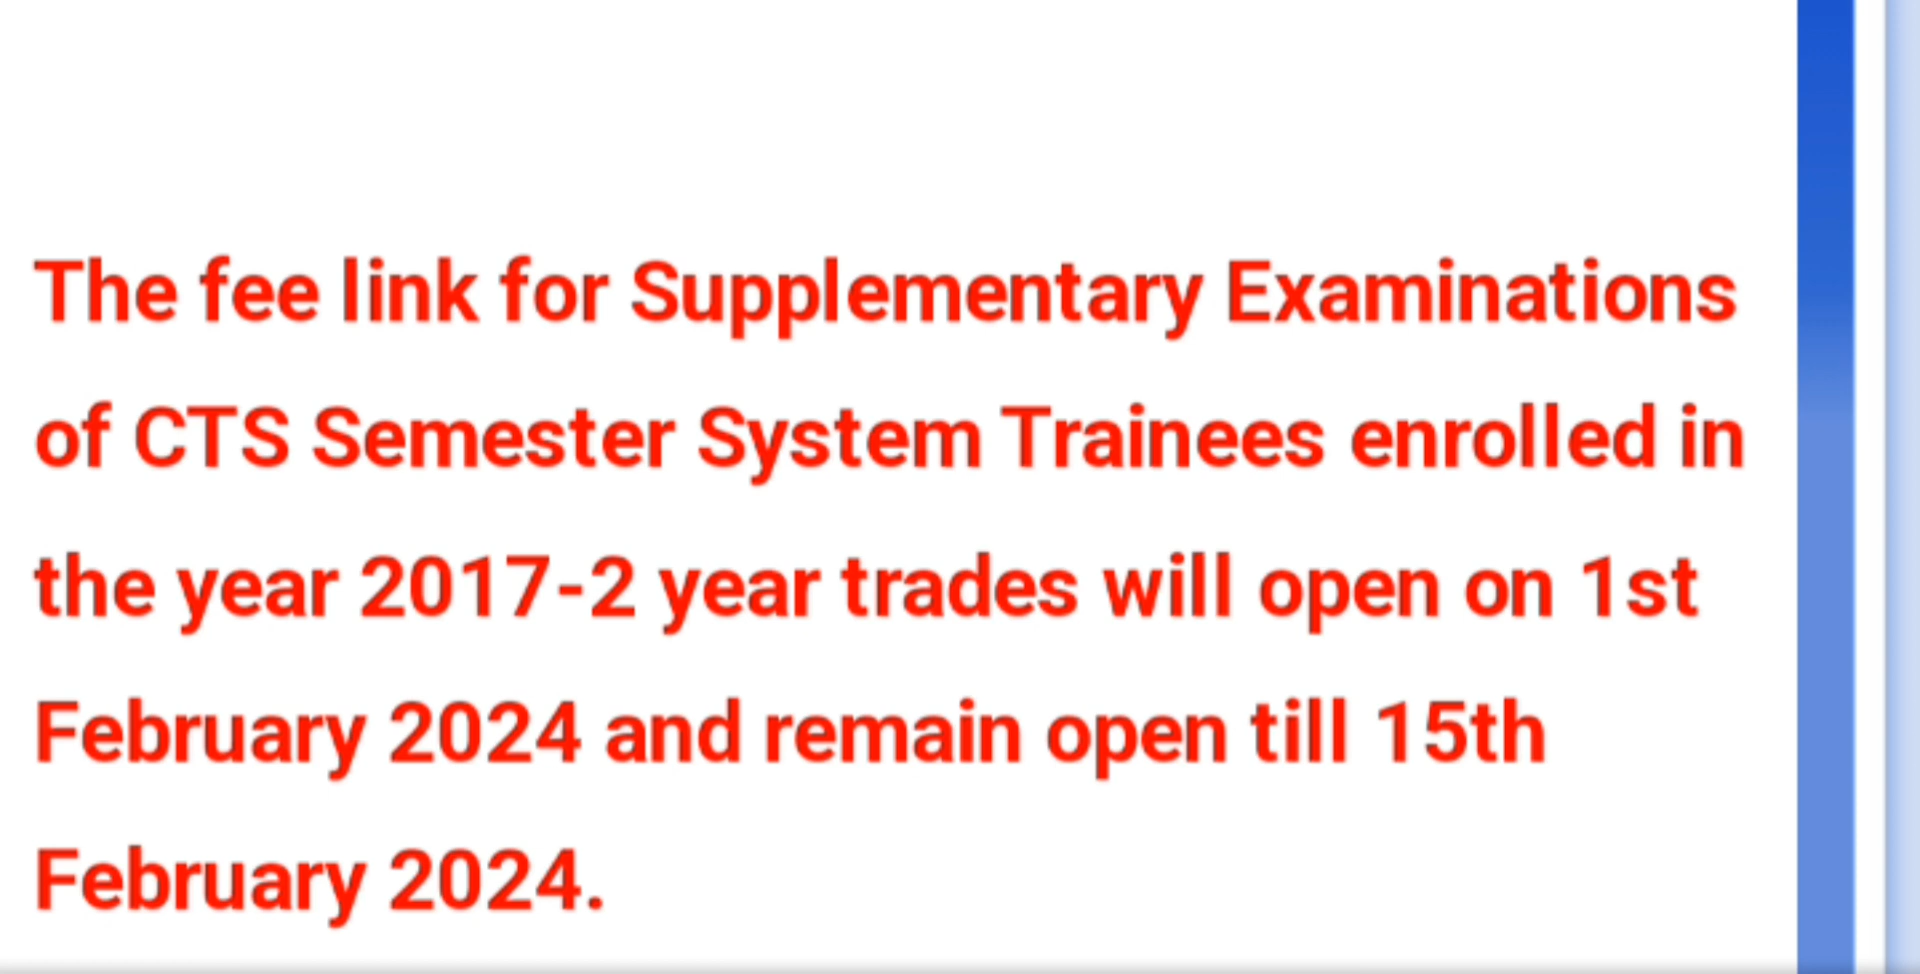 The fee link for Supplementary Examinations
of CTS Semester System Trainees enrolled in
the year 2017-2 year trades will open on 1st
February 2024 and remain open till 15th
February 2024.